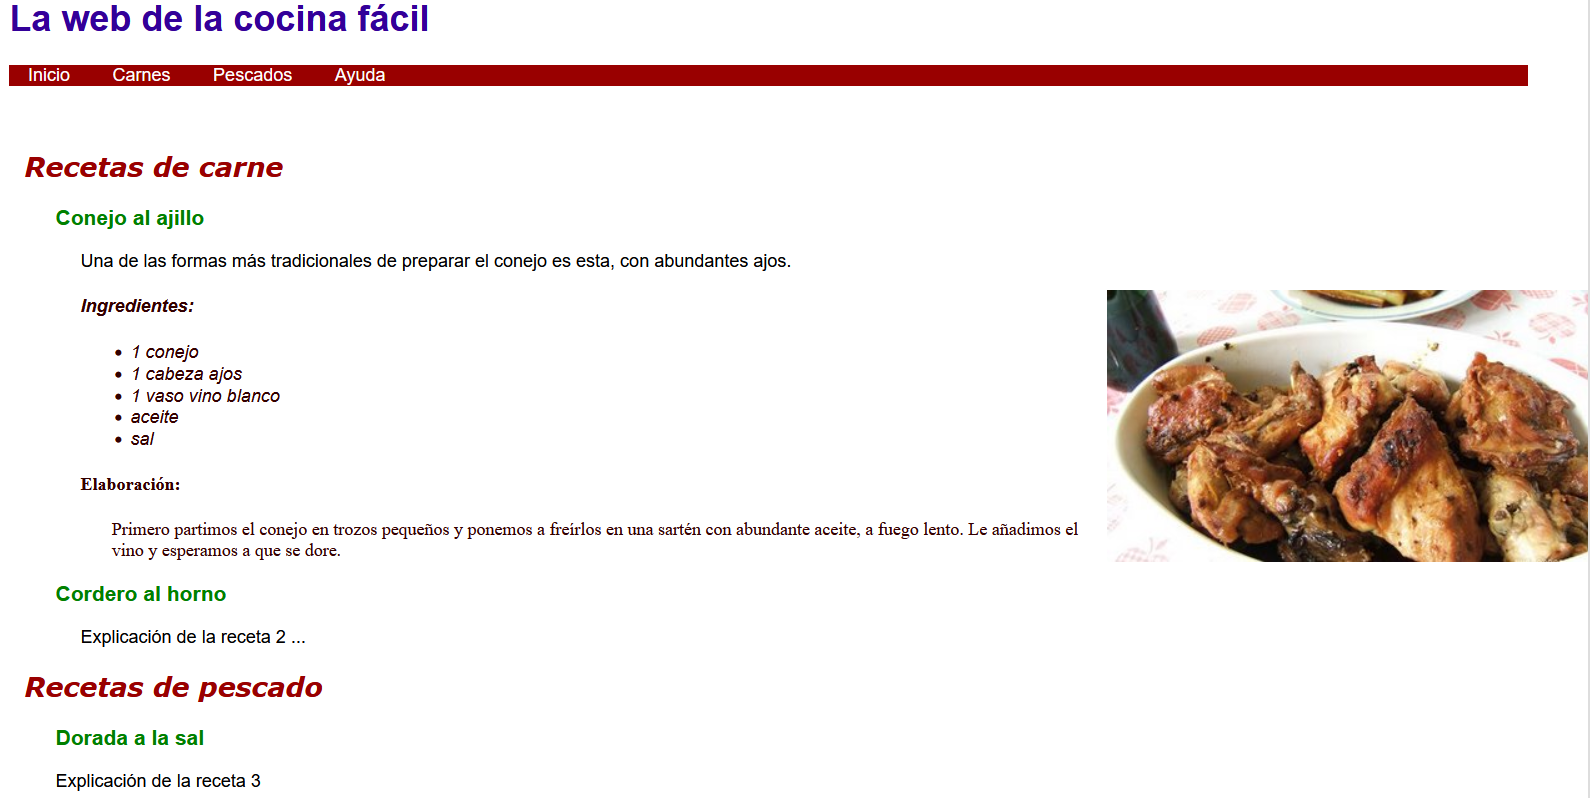 La web de la cocina fácil
Inicio Carnes Pescados Ayuda
Recetas de carne
Conejo al ajillo
Una de las formas más tradicionales de preparar el conejo es esta, con abundantes ajos.
Ingredientes:
• 1 conejo
• 1 cabeza ajos
• 1 vaso vino blanco
• aceite
• sal
Elaboración:
Primero partimos el conejo en trozos pequeños y ponemos a freírlos en una sartén con abundante aceite, a fuego lento. Le añadimos el
vino y esperamos a que se dore.
Cordero al horno
Explicación de la receta 2 ...
Recetas de pescado
Dorada a la sal
Explicación de la receta 3